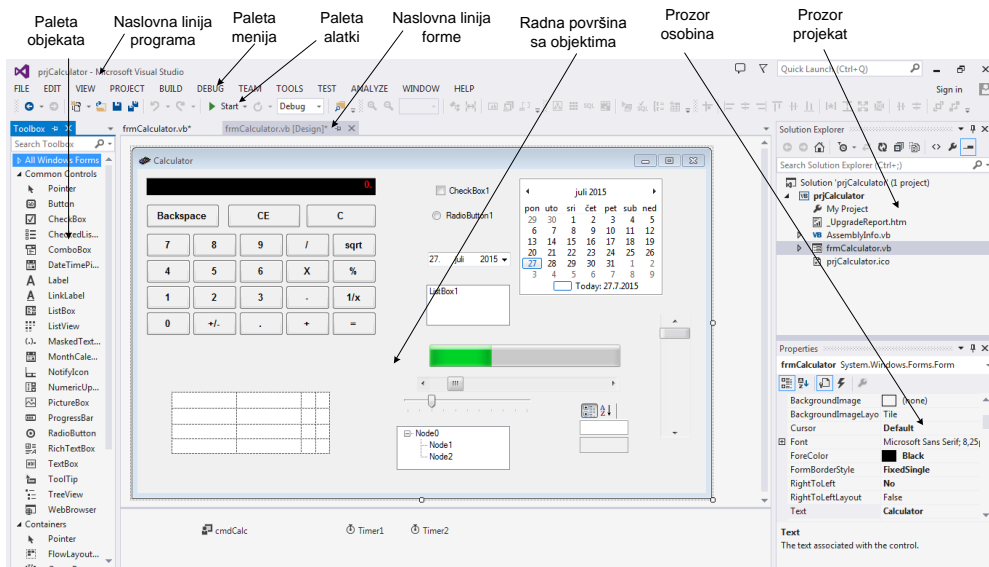 Paleta objekata
Naslovna linija programa
Paleta menija
Paleta alatki
Naslovna linija forme
Radna površina sa objektima
Prozor osobina
Prozor projekat
prjCalculator - Microsoft Visual Studio
Quick Launch (Ctrl+Q)
FILE EDIT VIEW PROJECT BUILD DEBUG TEAM TOOLS TEST ANALYZE WINDOW HELP
Sign in
Start Debug
Toolbox
Search Toolbox
All Windows Forms
Common Controls
Pointer
Button
CheckBox
CheckedLis...
ComboBox
DateTimePi...
Label
LinkLabel
ListBox
ListView
MaskedText...
MonthCale...
NotifyIcon
NumericUp...
PictureBox
ProgressBar
RadioButton
RichTextBox
TextBox
ToolTip
TreeView
WebBrowser
Containers
Pointer
FlowLayout...
frmCalculator.vb*
frmCalculator.vb [Design]*
Calculator
0.
Backspace CE C
7 8 9 / sqrt
4 5 6 X %
1 2 3 - 1/x
0 +/- . + =
CheckBox1
RadioButton1
27. juli 2015
ListBox1
juli 2015
pon uto sri čet pet sub ned
29 30 1 2 3 4 5
6 7 8 9 10 11 12
13 14 15 16 17 18 19
20 21 22 23 24 25 26
27 28 29 30 31 1 2
3 4 5 6 7 8 9
Today: 27.7.2015
Node0
Node1
Node2
cmdCalc
Timer1
Timer2
Solution Explorer
Search Solution Explorer (Ctrl+;)
Solution 'prjCalculator' (1 project)
prjCalculator
My Project
_UpgradeReport.htm
AssemblyInfo.vb
frmCalculator.vb
prjCalculator.ico
Properties
frmCalculator System.Windows.Forms.Form
BackgroundImage (none)
BackgroundImageLayo Tile
Cursor Default
Font Microsoft Sans Serif; 8,25
ForeColor Black
FormBorderStyle FixedSingle
RightToLeft No
RightToLeftLayout False
Text Calculator
Text
The text associated with the control.